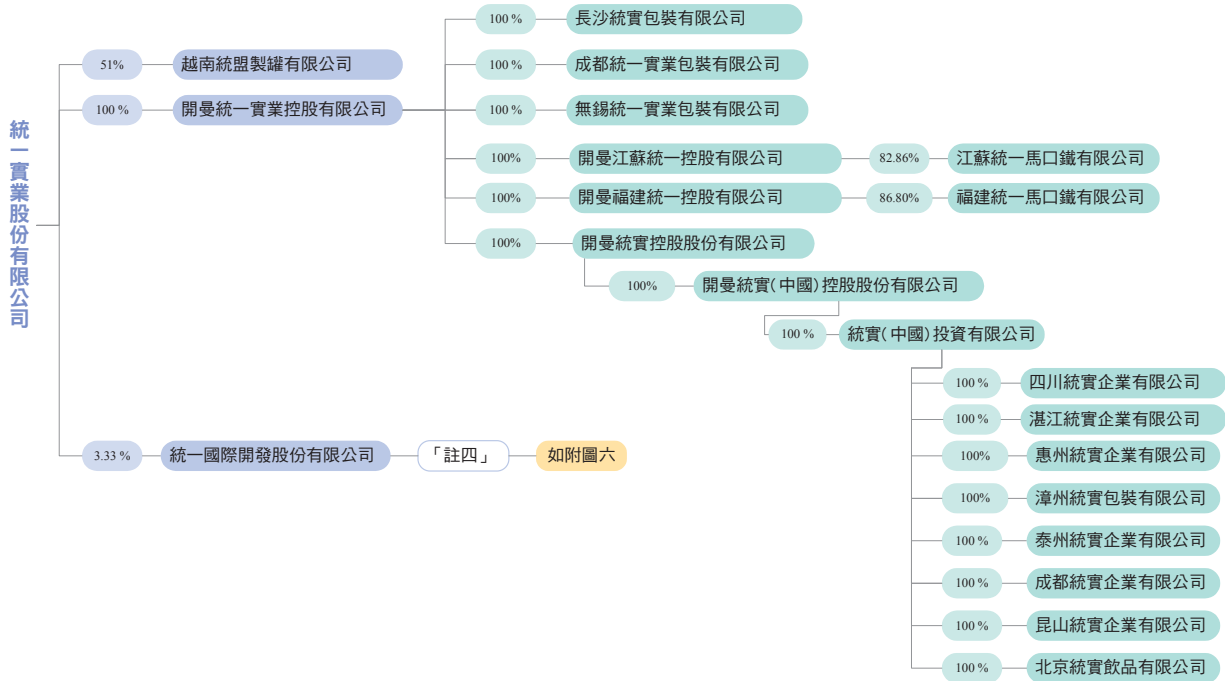 統一實業股份有限公司
51% 越南統盟製罐有限公司
100 % 開曼統一實業控股有限公司
100 % 長沙統實包裝有限公司
100 % 成都統一實業包裝有限公司
100 % 無錫統一實業包裝有限公司
100% 開曼江蘇統一控股有限公司 82.86% 江蘇統一馬口鐵有限公司
100% 開曼福建統一控股有限公司 86.80% 福建統一馬口鐵有限公司
100% 開曼統實控股股份有限公司
100% 開曼統實(中國)控股股份有限公司
100 % 統實(中國)投資有限公司
100 % 四川統實企業有限公司
100 % 湛江統實企業有限公司
100% 惠州統實企業有限公司
100% 漳州統實包裝有限公司
100 % 泰州統實企業有限公司
100 % 成都統實企業有限公司
100 % 昆山統實企業有限公司
100 % 北京統實飲品有限公司
3.33 % 統一國際開發股份有限公司 「註四」 如附圖六